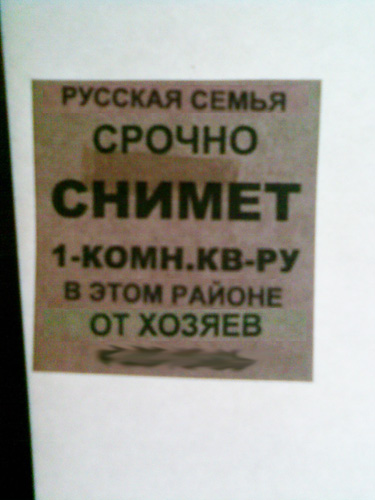 РУССКАЯ СЕМЬЯ
СРОЧНО
СНИМЕТ
1-КОМН.КВ-РУ
В ЭТОМ РАЙОНЕ
ОТ ХОЗЯЕВ